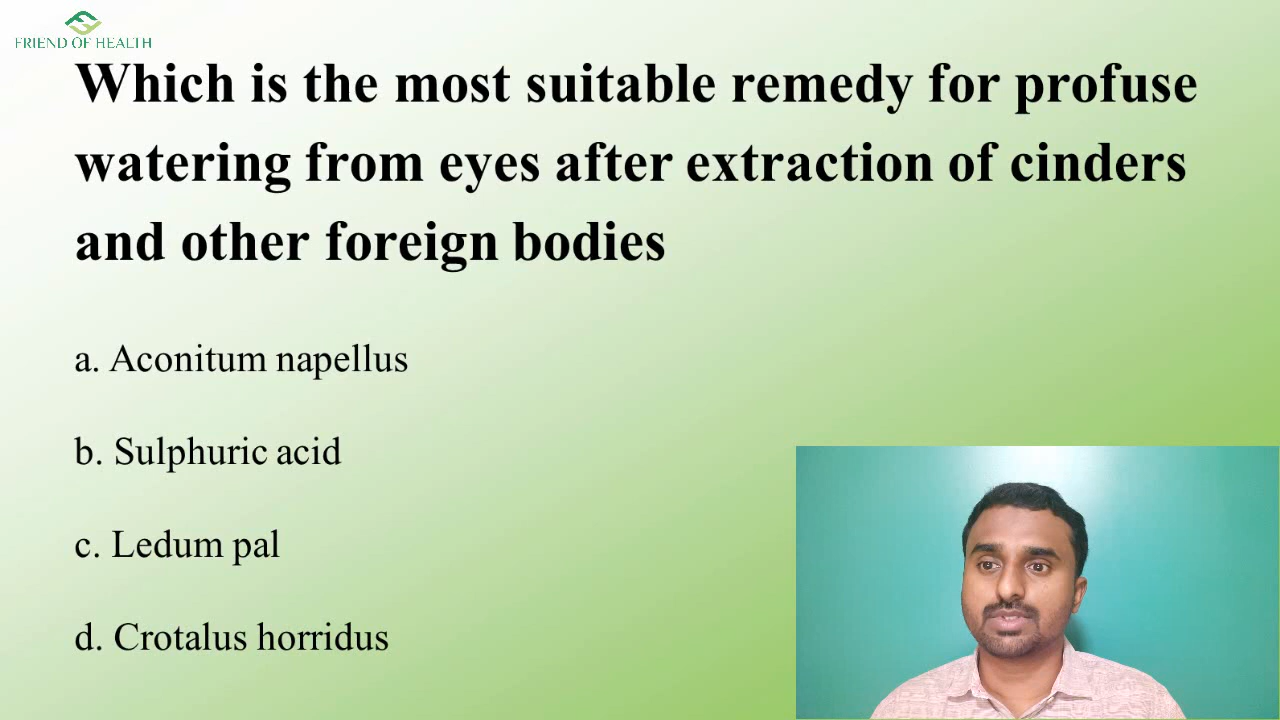 FRIEND OF HEALTH
Which is the most suitable remedy for profuse
watering from eyes after extraction of cinders
and other foreign bodies
a. Aconitum napellus
b. Sulphuric acid
c. Ledum pal
d. Crotalus horridus